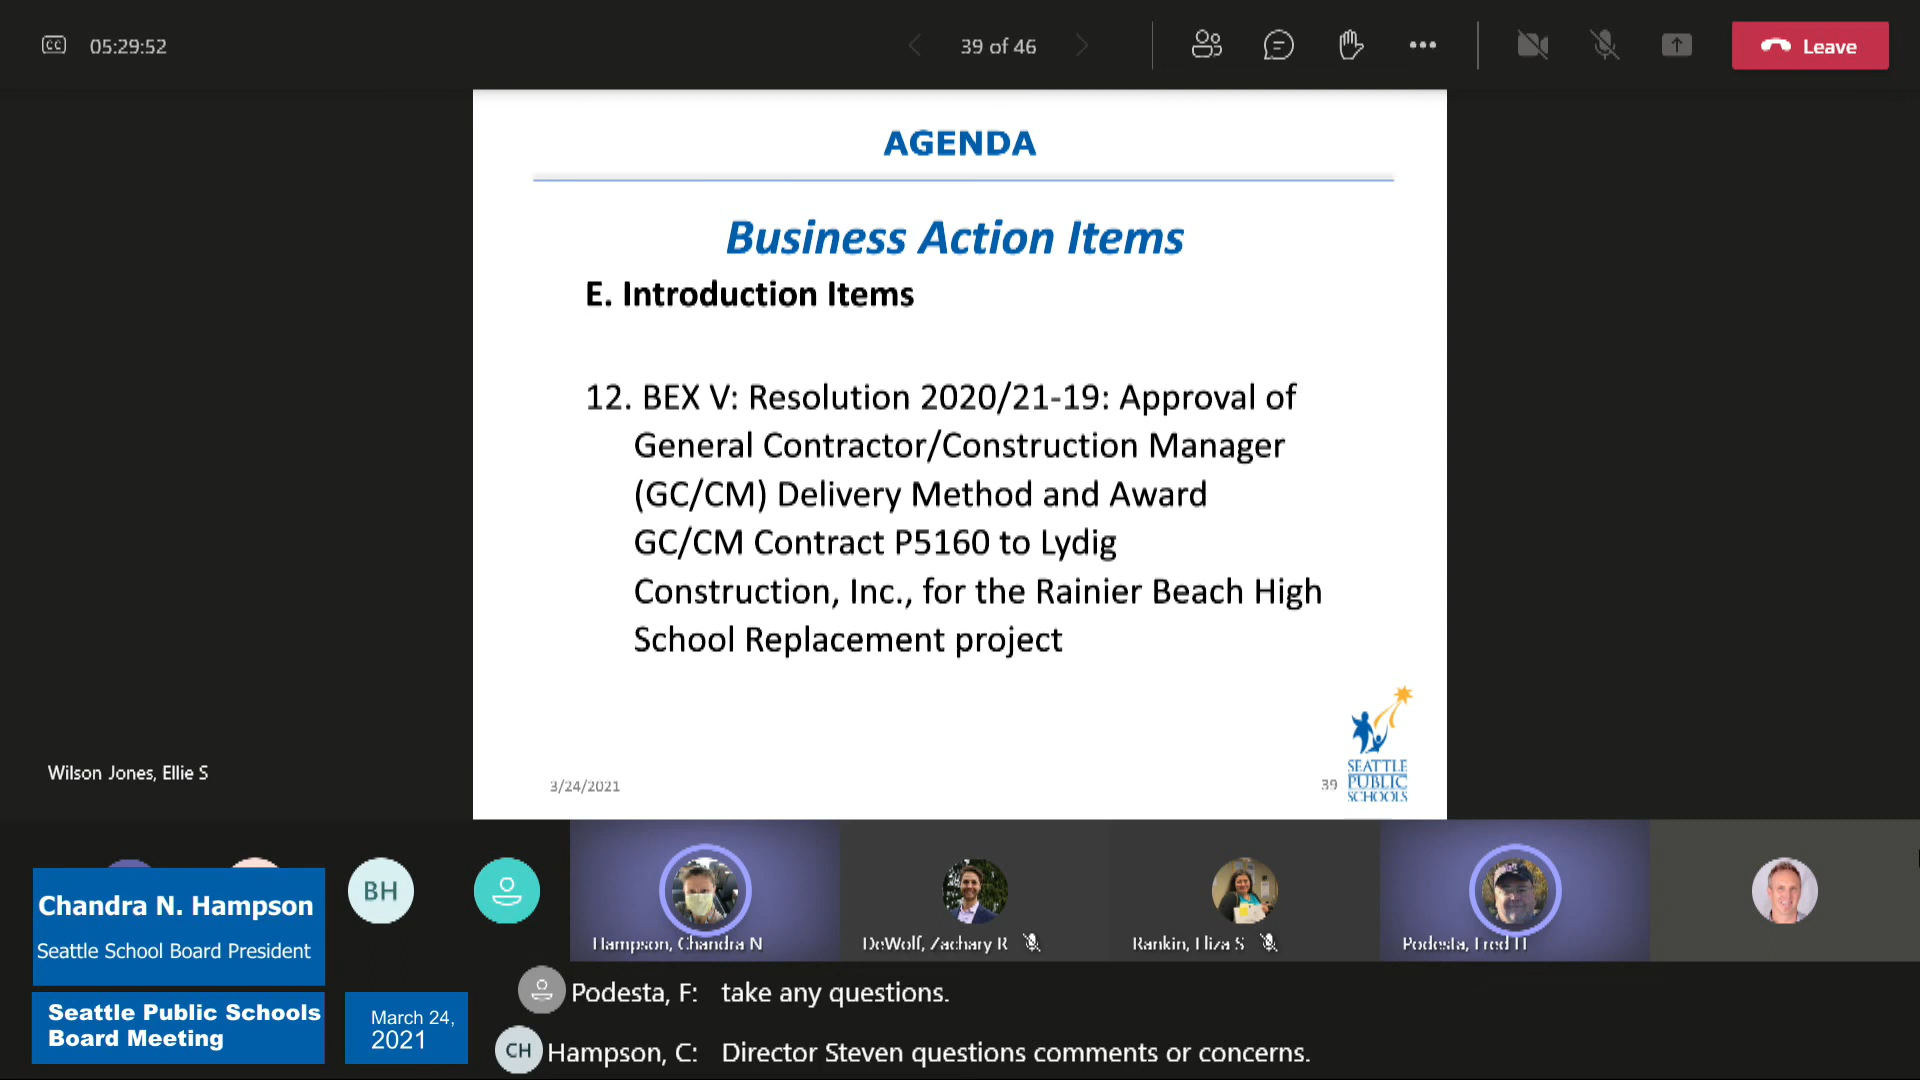 05:29:52
39 of 46
Leave
AGENDA
Business Action Items
E. Introduction Items
12. BEX V: Resolution 2020/21-19: Approval of
General Contractor/Construction Manager
(GC/CM) Delivery Method and Award
GC/CM Contract P5160 to Lydig
Construction, Inc., for the Rainier Beach High
School Replacement project
3/24/2021
39
SEATTLE
PUBLIC
SCHOOLS
Wilson Jones, Ellie S
BH
Hampson, Chandra N
DeWolf, Zachary R
Rankin, Liza S
Podesta, Fred H
Chandra N. Hampson
Seattle School Board President
Seattle Public Schools
Board Meeting
March 24,
2021
Podesta, F: take any questions.
CH Hampson, C: Director Steven questions comments or concerns.